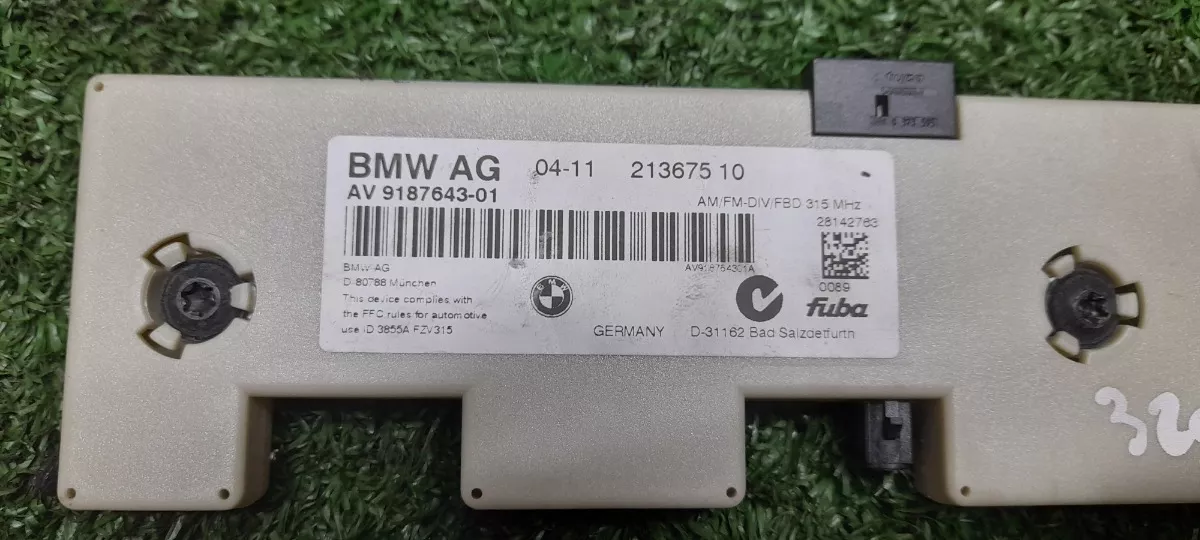 BMW AG 04-11 213675 10
AV 9187643-01
AM/FM-DIV/FBD 315 MHz
28142763
AV918764301A
BMW AG
D-80788 München
This device complies with
the FFC rules for automotive
use ID 3855A FZV315
BMW
0089
fuba
GERMANY D-31162 Bad Salzdetfurth